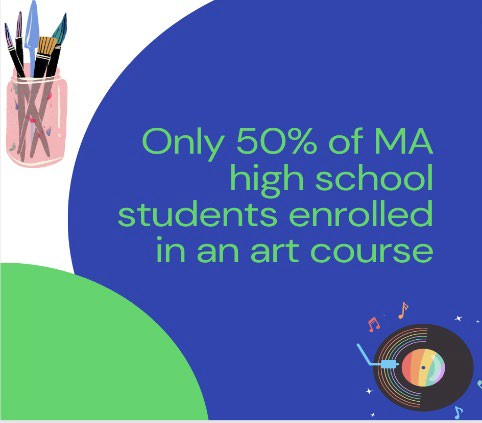 Only 50% of MA
high school
students enrolled
in an art course